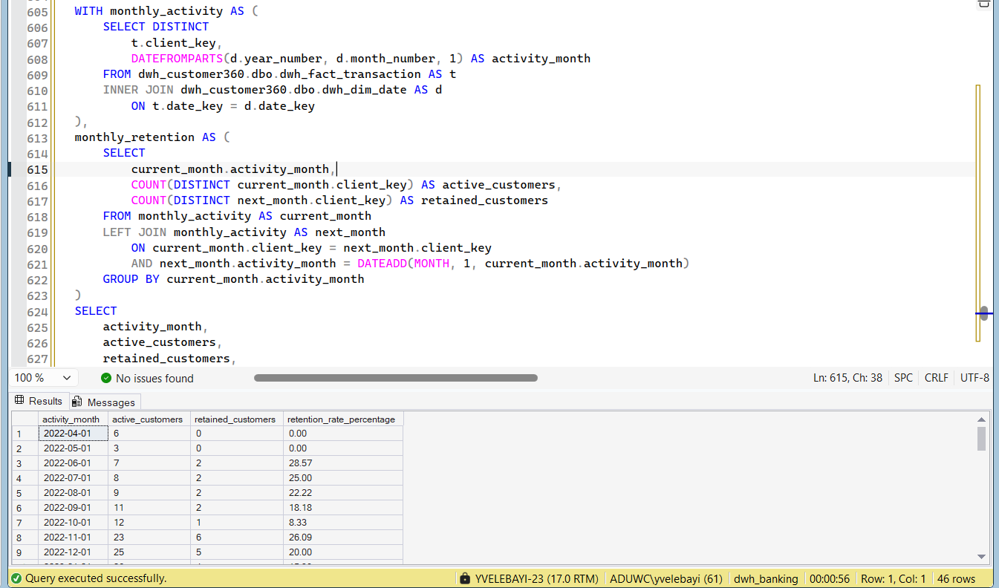 605 WITH monthly_activity AS (
606 SELECT DISTINCT
607 t.client_key,
608 DATEFROMPARTS(d.year_number, d.month_number, 1) AS activity_month
609 FROM dwh_customer360.dbo.dwh_fact_transaction AS t
610 INNER JOIN dwh_customer360.dbo.dwh_dim_date AS d
611 ON t.date_key = d.date_key
612 ),
613 monthly_retention AS (
614 SELECT
615 current_month.activity_month,
616 COUNT(DISTINCT current_month.client_key) AS active_customers,
617 COUNT(DISTINCT next_month.client_key) AS retained_customers
618 FROM monthly_activity AS current_month
619 LEFT JOIN monthly_activity AS next_month
620 ON current_month.client_key = next_month.client_key
621 AND next_month.activity_month = DATEADD(MONTH, 1, current_month.activity_month)
622 GROUP BY current_month.activity_month
623 )
624 SELECT
625 activity_month,
626 active_customers,
627 retained_customers,
100 % No issues found Ln: 615, Ch: 38 SPC CRLF UTF-8
Results Messages
activity_month active_customers retained_customers retention_rate_percentage
1 2022-04-01 6 0 0.00
2 2022-05-01 3 0 0.00
3 2022-06-01 7 2 28.57
4 2022-07-01 8 2 25.00
5 2022-08-01 9 2 22.22
6 2022-09-01 11 2 18.18
7 2022-10-01 12 1 8.33
8 2022-11-01 23 6 26.09
9 2022-12-01 25 5 20.00
Query executed successfully. YVELEBAYI-23 (17.0 RTM) ADUWC\yvelebayi (61) dwh_banking 00:00:56 Row: 1, Col: 1 46 rows